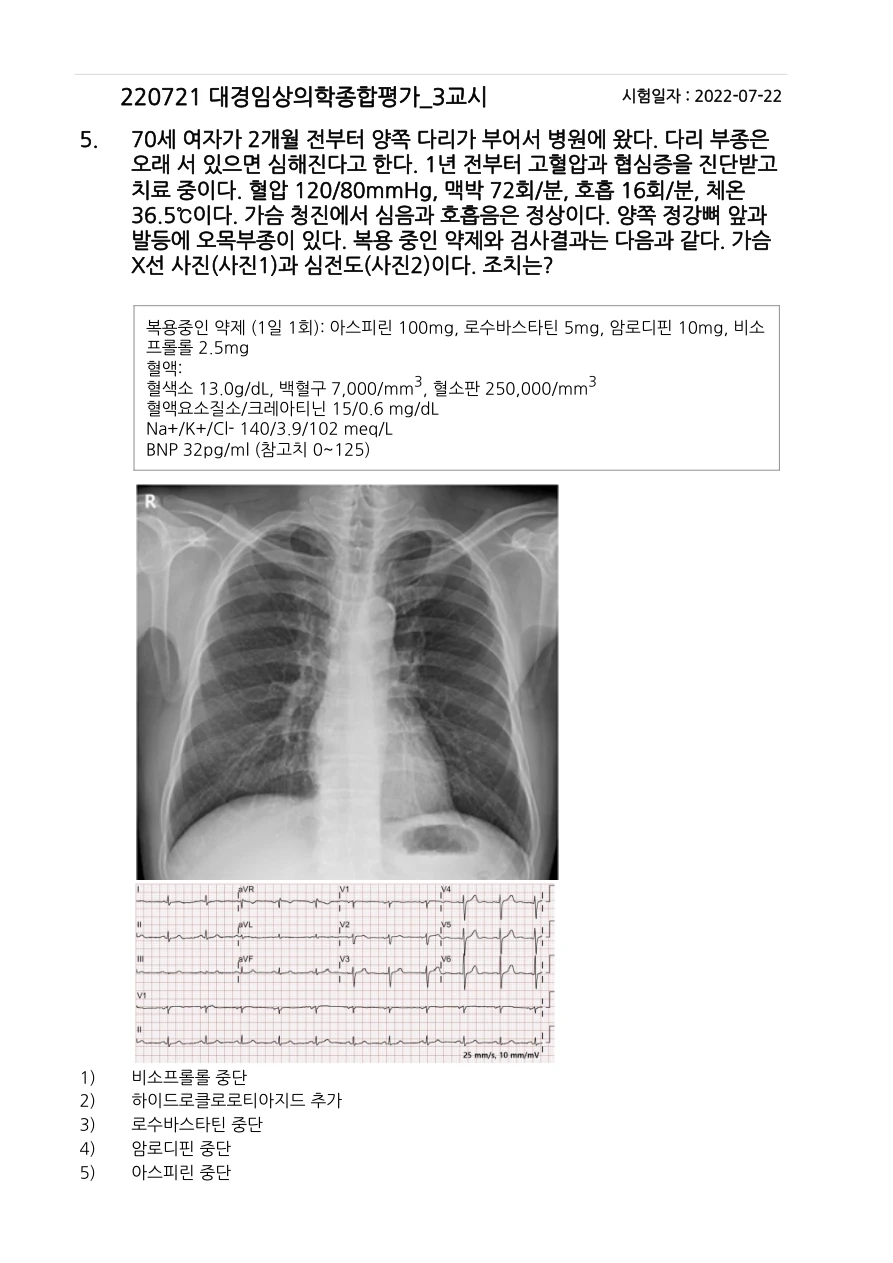 220721 대경임상의학종합평가_3교시 시험일자 : 2022-07-22
5. 70세 여자가 2개월 전부터 양쪽 다리가 부어서 병원에 왔다. 다리 부종은
오래 서 있으면 심해진다고 한다. 1년 전부터 고혈압과 협심증을 진단받고
치료 중이다. 혈압 120/80mmHg, 맥박 72회/분, 호흡 16회/분, 체온
36.5℃이다. 가슴 청진에서 심음과 호흡음은 정상이다. 양쪽 정강뼈 앞과
발등에 오목부종이 있다. 복용 중인 약제와 검사결과는 다음과 같다. 가슴
X선 사진(사진1)과 심전도(사진2)이다. 조치는?
복용중인 약제 (1일 1회): 아스피린 100mg, 로수바스타틴 5mg, 암로디핀 10mg, 비소
프롤롤 2.5mg
혈액:
혈색소 13.0g/dL, 백혈구 7,000/mm3, 혈소판 250,000/mm3
혈액요소질소/크레아티닌 15/0.6 mg/dL
Na+/K+/Cl- 140/3.9/102 meq/L
BNP 32pg/ml (참고치 0~125)
R
I aVR V1 V4
II aVL V2 V5
III aVF V3 V6
V1
II
25 mm/s, 10 mm/mV
1) 비소프롤롤 중단
2) 하이드로클로로티아지드 추가
3) 로수바스타틴 중단
4) 암로디핀 중단
5) 아스피린 중단